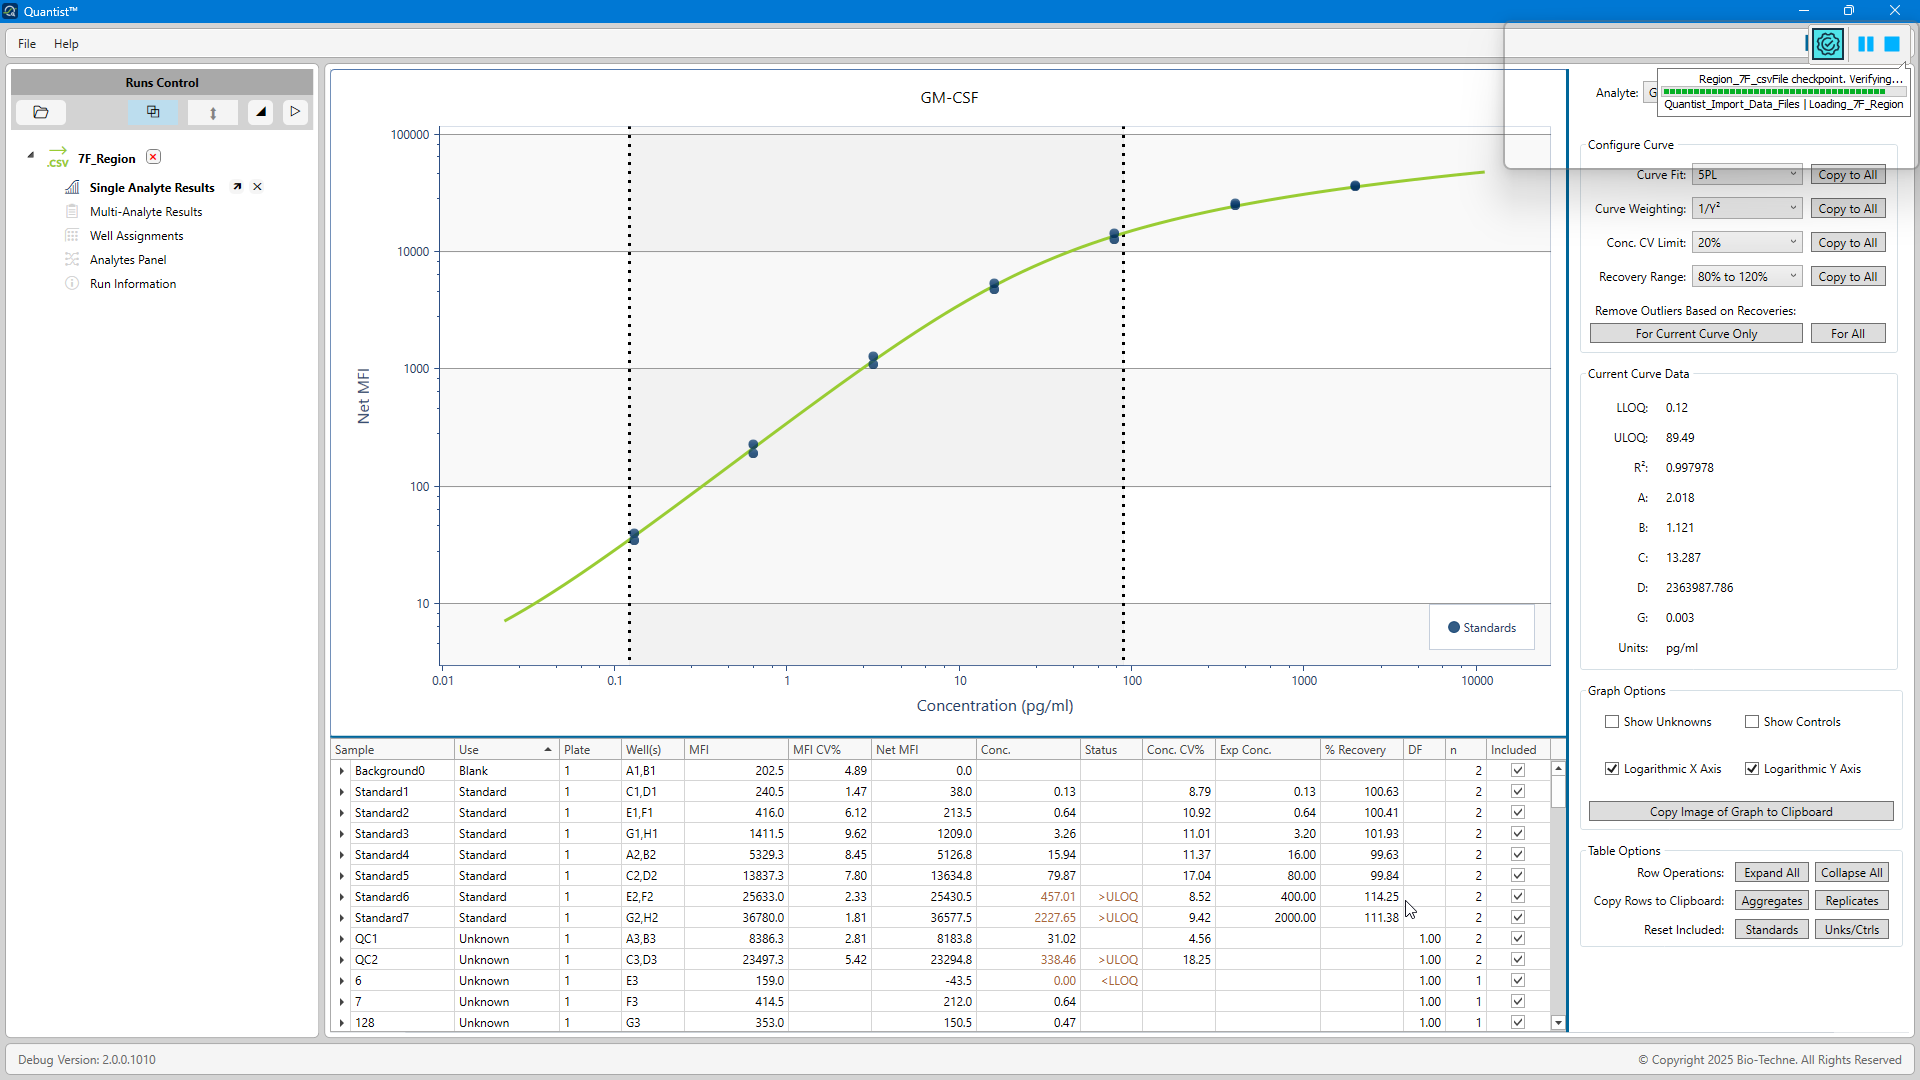 Quantist™
File Help
Region_7F_csvFile checkpoint. Verifying...
Quantist_Import_Data_Files | Loading_7F_Region
Runs Control
.CSV 7F_Region
Single Analyte Results
Multi-Analyte Results
Well Assignments
Analytes Panel
Run Information
GM-CSF
Net MFI
100000
10000
1000
100
10
0.01 0.1 1 10 100 1000 10000
Concentration (pg/ml)
Standards
Analyte: G
Configure Curve
Curve Fit: 5PL Copy to All
Curve Weighting: 1/Y² Copy to All
Conc. CV Limit: 20% Copy to All
Recovery Range: 80% to 120% Copy to All
Remove Outliers Based on Recoveries:
For Current Curve Only For All
Current Curve Data
LLOQ: 0.12
ULOQ: 89.49
R²: 0.997978
A: 2.018
B: 1.121
C: 13.287
D: 2363987.786
G: 0.003
Units: pg/ml
Graph Options
Show Unknowns Show Controls
Logarithmic X Axis Logarithmic Y Axis
Copy Image of Graph to Clipboard
Table Options
Row Operations: Expand All Collapse All
Copy Rows to Clipboard: Aggregates Replicates
Reset Included: Standards Unks/Ctrls
Sample Use Plate Well(s) MFI MFI CV% Net MFI Conc. Status Conc. CV% Exp Conc. % Recovery DF n Included
Background0 Blank 1 A1,B1 202.5 4.89 0.0 2
Standard1 Standard 1 C1,D1 240.5 1.47 38.0 0.13 8.79 0.13 100.63 2
Standard2 Standard 1 E1,F1 416.0 6.12 213.5 0.64 10.92 0.64 100.41 2
Standard3 Standard 1 G1,H1 1411.5 9.62 1209.0 3.26 11.01 3.20 101.93 2
Standard4 Standard 1 A2,B2 5329.3 8.45 5126.8 15.94 11.37 16.00 99.63 2
Standard5 Standard 1 C2,D2 13837.3 7.80 13634.8 79.87 17.04 80.00 99.84 2
Standard6 Standard 1 E2,F2 25633.0 2.33 25430.5 457.01 >ULOQ 8.52 400.00 114.25 2
Standard7 Standard 1 G2,H2 36780.0 1.81 36577.5 2227.65 >ULOQ 9.42 2000.00 111.38 2
QC1 Unknown 1 A3,B3 8386.3 2.81 8183.8 31.02 4.56 1.00 2
QC2 Unknown 1 C3,D3 23497.3 5.42 23294.8 338.46 >ULOQ 18.25 1.00 2
6 Unknown 1 E3 159.0 -43.5 0.00 <LLOQ 1.00 1
7 Unknown 1 F3 414.5 212.0 0.64 1.00 1
128 Unknown 1 G3 353.0 150.5 0.47 1.00 1
Debug Version: 2.0.0.1010
© Copyright 2025 Bio-Techne. All Rights Reserved